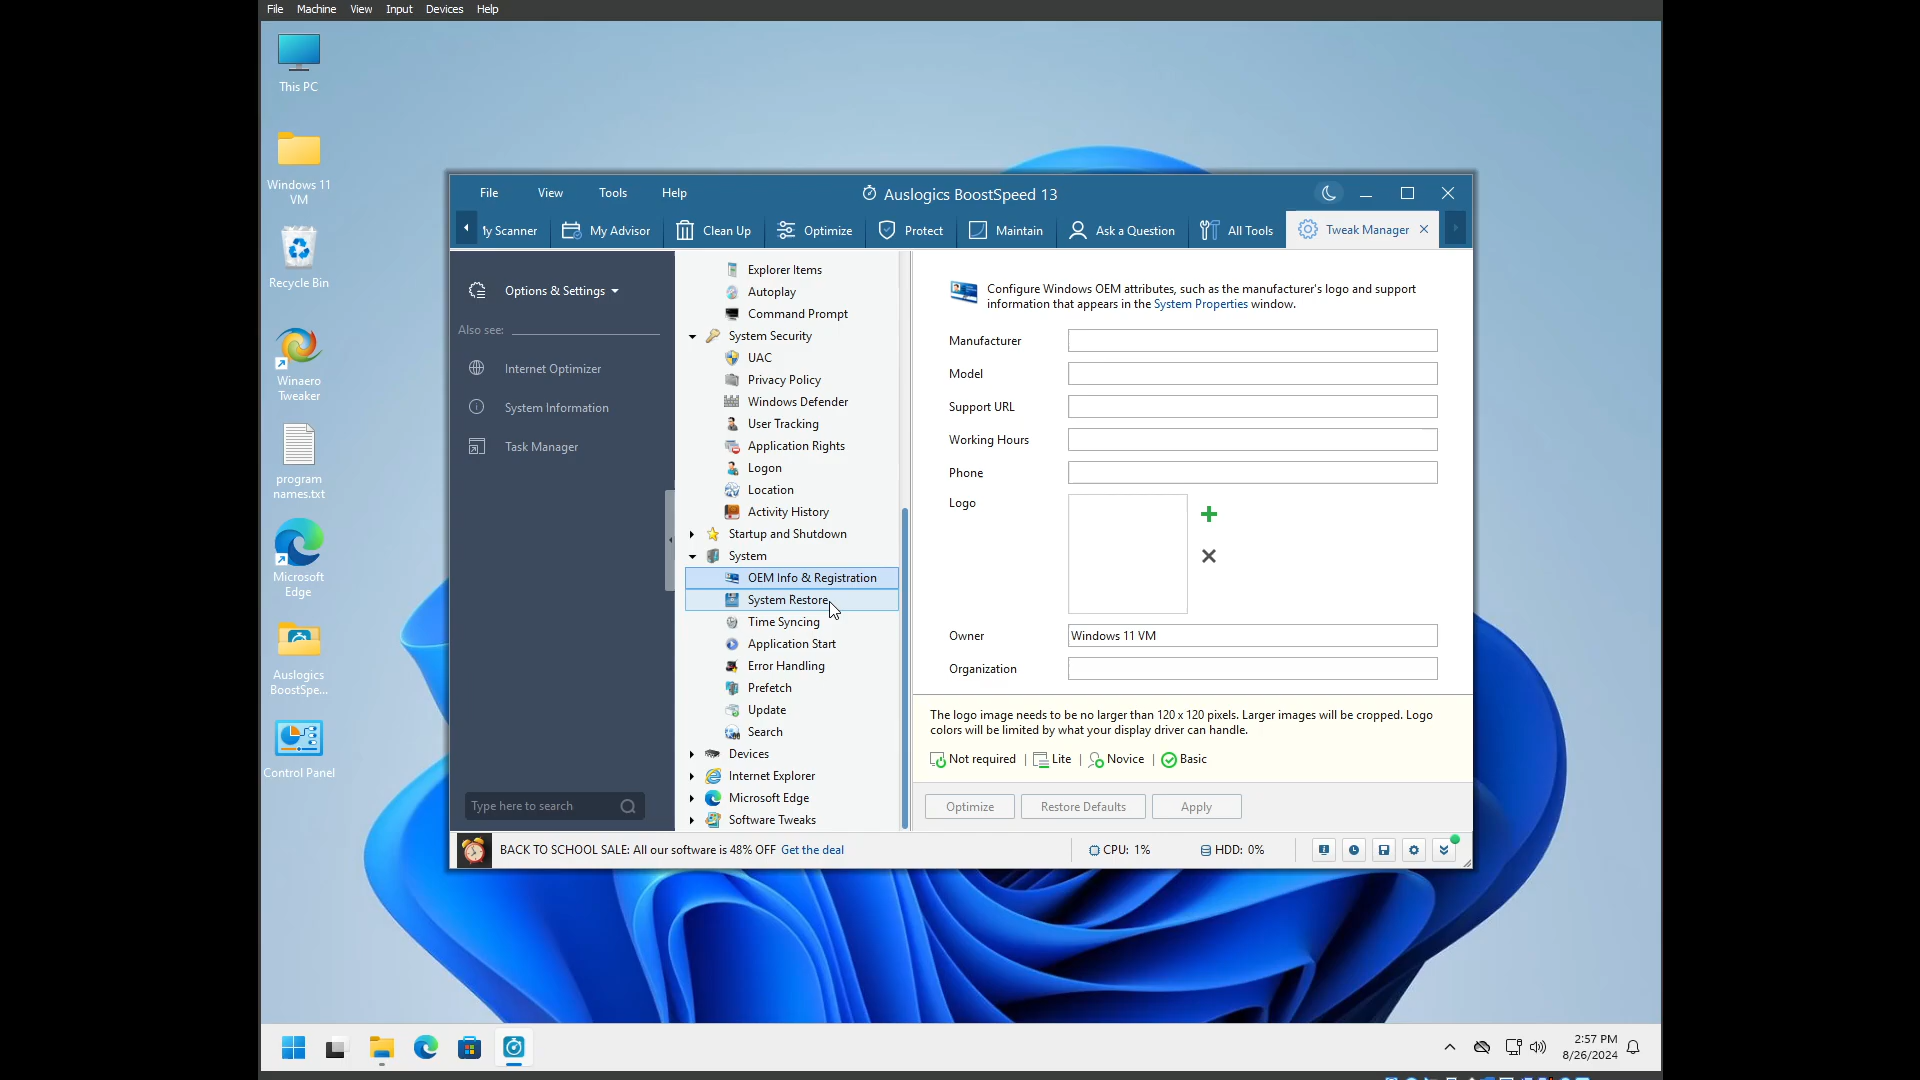 File Machine View Input Devices Help
This PC
Windows 11
VM
Recycle Bin
Winaero
Tweaker
program
names.txt
Microsoft
Edge
Auslogics
BoostSpe...
Control Panel
File View Tools Help
Auslogics BoostSpeed 13
My Advisor
Clean Up
Optimize
Protect
Maintain
Ask a Question
All Tools
Tweak Manager
Options & Settings
Also see:
Internet Optimizer
System Information
Task Manager
Type here to search
Explorer Items
Autoplay
Command Prompt
System Security
UAC
Privacy Policy
Windows Defender
User Tracking
Application Rights
Logon
Location
Activity History
Startup and Shutdown
System
OEM Info & Registration
System Restore
Time Syncing
Application Start
Error Handling
Prefetch
Update
Search
Devices
Internet Explorer
Microsoft Edge
Software Tweaks
Configure Windows OEM attributes, such as the manufacturer's logo and support
information that appears in the System Properties window.
Manufacturer
Model
Support URL
Working Hours
Phone
Logo
Owner Windows 11 VM
Organization
The logo image needs to be no larger than 120 x 120 pixels. Larger images will be cropped. Logo
colors will be limited by what your display driver can handle.
Not required | Lite | Novice | Basic
Optimize Restore Defaults Apply
BACK TO SCHOOL SALE: All our software is 48% OFF Get the deal
CPU: 1% HDD: 0%
2:57 PM
8/26/2024